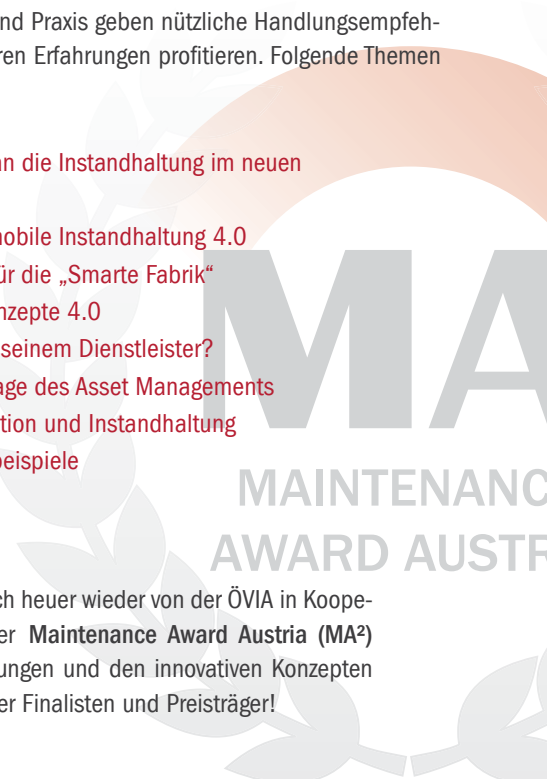 nd Praxis geben nützliche Handlungsempfeh-
ren Erfahrungen profitieren. Folgende Themen
an die Instandhaltung im neuen
nobile Instandhaltung 4.0
ür die „Smarte Fabrik“
nzepte 4.0
seinem Dienstleister?
age des Asset Managements
tion und Instandhaltung
beispiele
MA
MAINTENANC
AWARD AUSTR
ch heuer wieder von der ÖVIA in Koope-
er Maintenance Award Austria (MA²)
ungen und den innovativen Konzepten
er Finalisten und Preisträger!